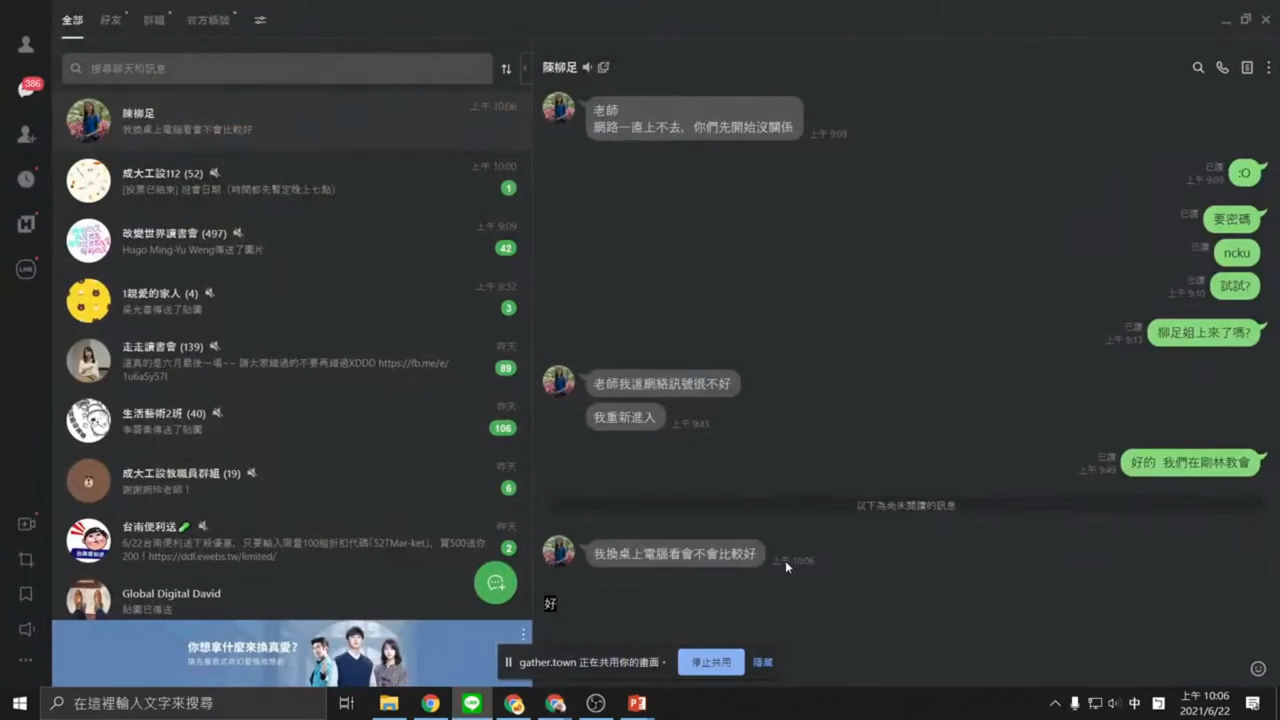 全部 好友 群組 官方帳號
搜尋聊天和訊息
386
陳柳足
上午 10:06
我換桌上電腦看會不會比較好
成大工設112 (52)
上午 10:00
[投票已結束] 班會日期（時間都先暫定晚上七點）
1
改變世界讀書會 (497)
上午 9:09
Hugo Ming-Yu Weng傳送了圖片
42
1親愛的家人 (4)
上午 8:32
傳送了貼圖
3
走走讀書會 (139)
昨天
這真的是六月最後一場~~ 請大家錯過的不要再錯過XDDD https://fb.me/e/
1u6aSy57l
89
生活藝術2班 (40)
昨天
傳送了貼圖
106
成大工設教職員群組 (19)
昨天
謝謝婉玲老師！
6
台南便利送
昨天
6/22台南便利送下殺優惠，只要輸入限量100組折扣代碼「S2TMar-ket」，買500送你
200！https://ddl.ewebs.tw/limited/
2
Global Digital David
貼圖已傳送
你想拿什麼來換真愛?
陳柳足
老師
網路一直上不去，你們先開始沒關係
上午 9:09
已讀
上午 9:09
:O
已讀
要密碼
已讀
ncku
已讀
上午 9:10
試試?
已讀
上午 9:13
柳足姐上來了嗎?
老師我這網絡訊號很不好
我重新進入
上午 9:43
已讀
上午 9:49
好的 我們在剛林教會
以下為尚未閱讀的訊息
我換桌上電腦看會不會比較好
上午 10:06
好
gather.town 正在共用你的畫面。
停止共用
隱藏
LINE
在這裡輸入文字來搜尋
中
上午 10:06
2021/6/22